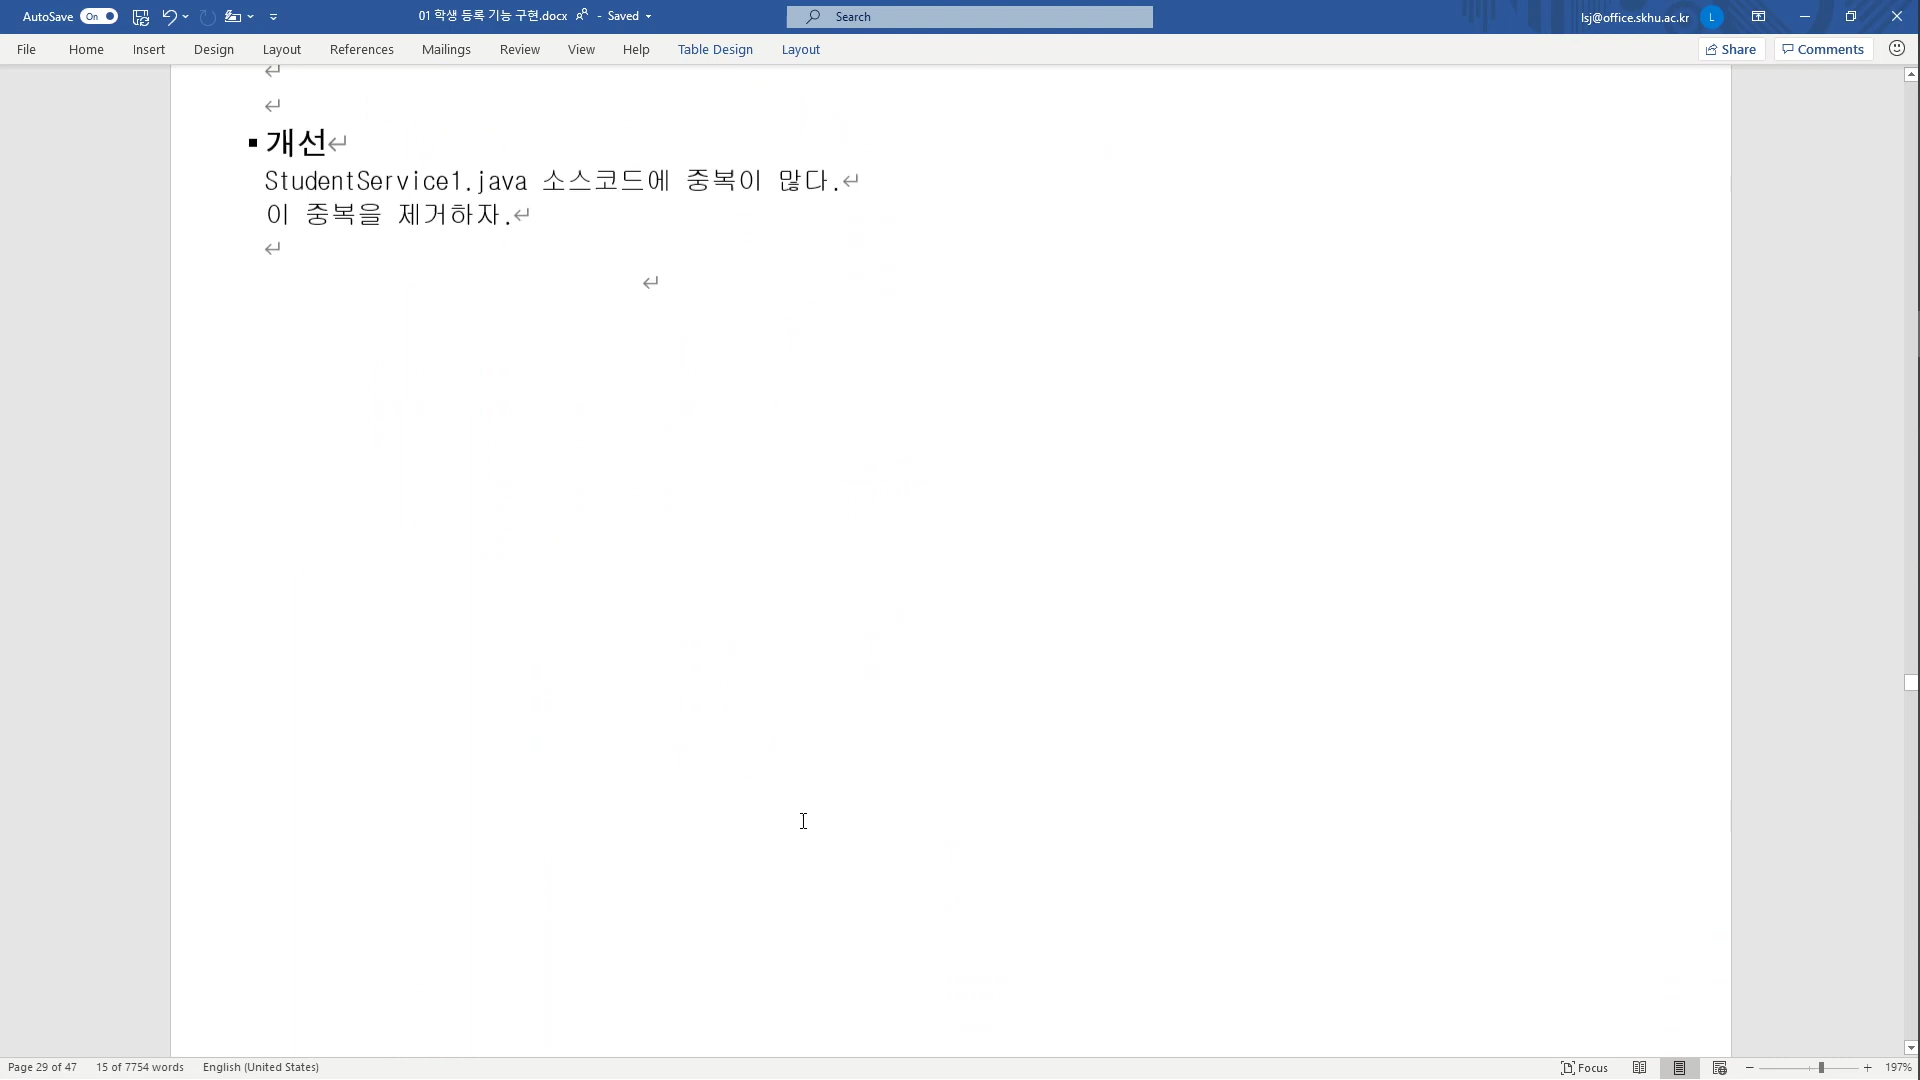 AutoSave On 01 학생 등록 기능 구현.docx - Saved Search lsj@office.skhu.ac.kr L
File Home Insert Design Layout References Mailings Review View Help Table Design Layout Share Comments
개선
StudentService1.java 소스코드에 중복이 많다.
이 중복을 제거하자.
Page 29 of 47 15 of 7754 words English (United States) Focus 197%